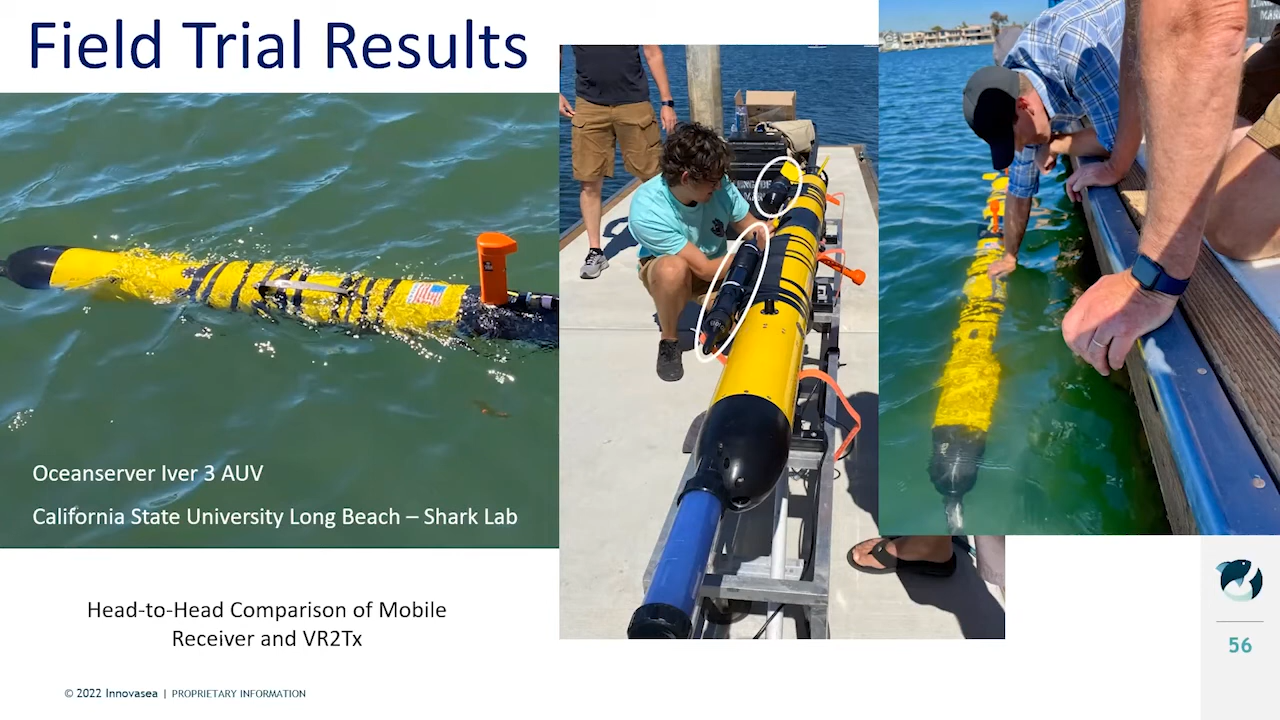 Field Trial Results
Oceanserver Iver 3 AUV
California State University Long Beach – Shark Lab
Head-to-Head Comparison of Mobile
Receiver and VR2Tx
© 2022 Innovasea | PROPRIETARY INFORMATION
56